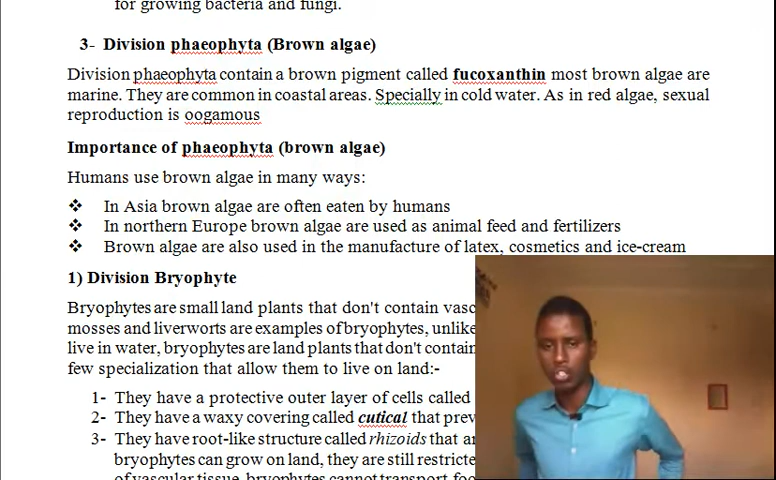 for growing bacteria and fungi.
3- Division phaeophyta (Brown algae)
Division phaeophyta contain a brown pigment called fucoxanthin most brown algae are
marine. They are common in coastal areas. Specially in cold water. As in red algae, sexual
reproduction is oogamous
Importance of phaeophyta (brown algae)
Humans use brown algae in many ways:
❖ In Asia brown algae are often eaten by humans
❖ In northern Europe brown algae are used as animal feed and fertilizers
❖ Brown algae are also used in the manufacture of latex, cosmetics and ice-cream
1) Division Bryophyte
Bryophytes are small land plants that don't contain vasc
mosses and liverworts are examples of bryophytes, unlike
live in water, bryophytes are land plants that don't contain
few specialization that allow them to live on land:-
1- They have a protective outer layer of cells called
2- They have a waxy covering called cutical that prev
3- They have root-like structure called rhizoids that a
bryophytes can grow on land, they are still restricte
of vascular tissue, bryophytes cannot transport foo